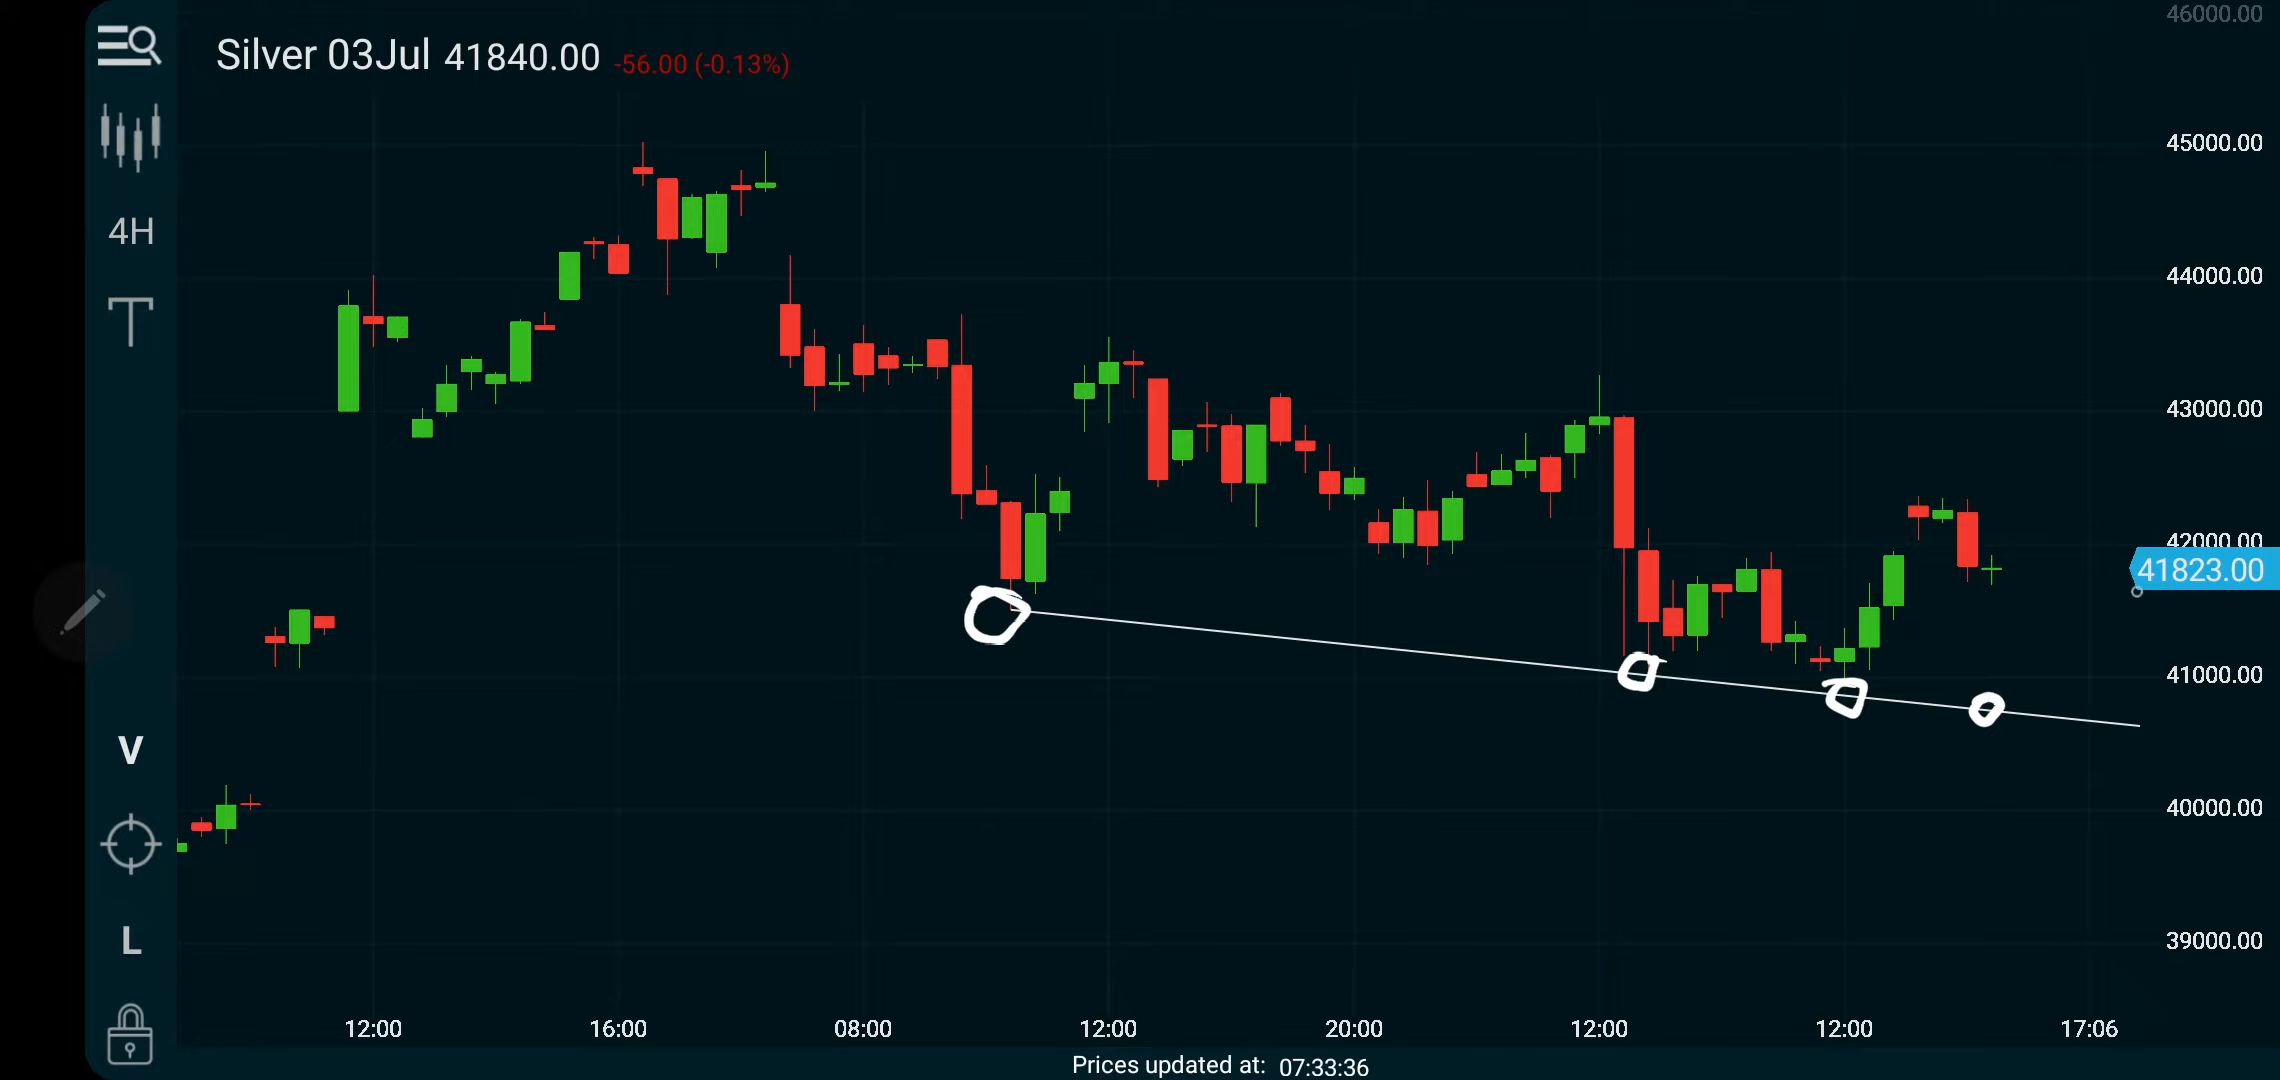 46000.00
Silver 03Jul 41840.00 -56.00 (-0.13%)
45000.00
4H
44000.00
T
43000.00
42000.00
41823.00
41000.00
V
40000.00
L
39000.00
12:00 16:00 08:00 12:00 20:00 12:00 12:00 17:06
Prices updated at: 07:33:36